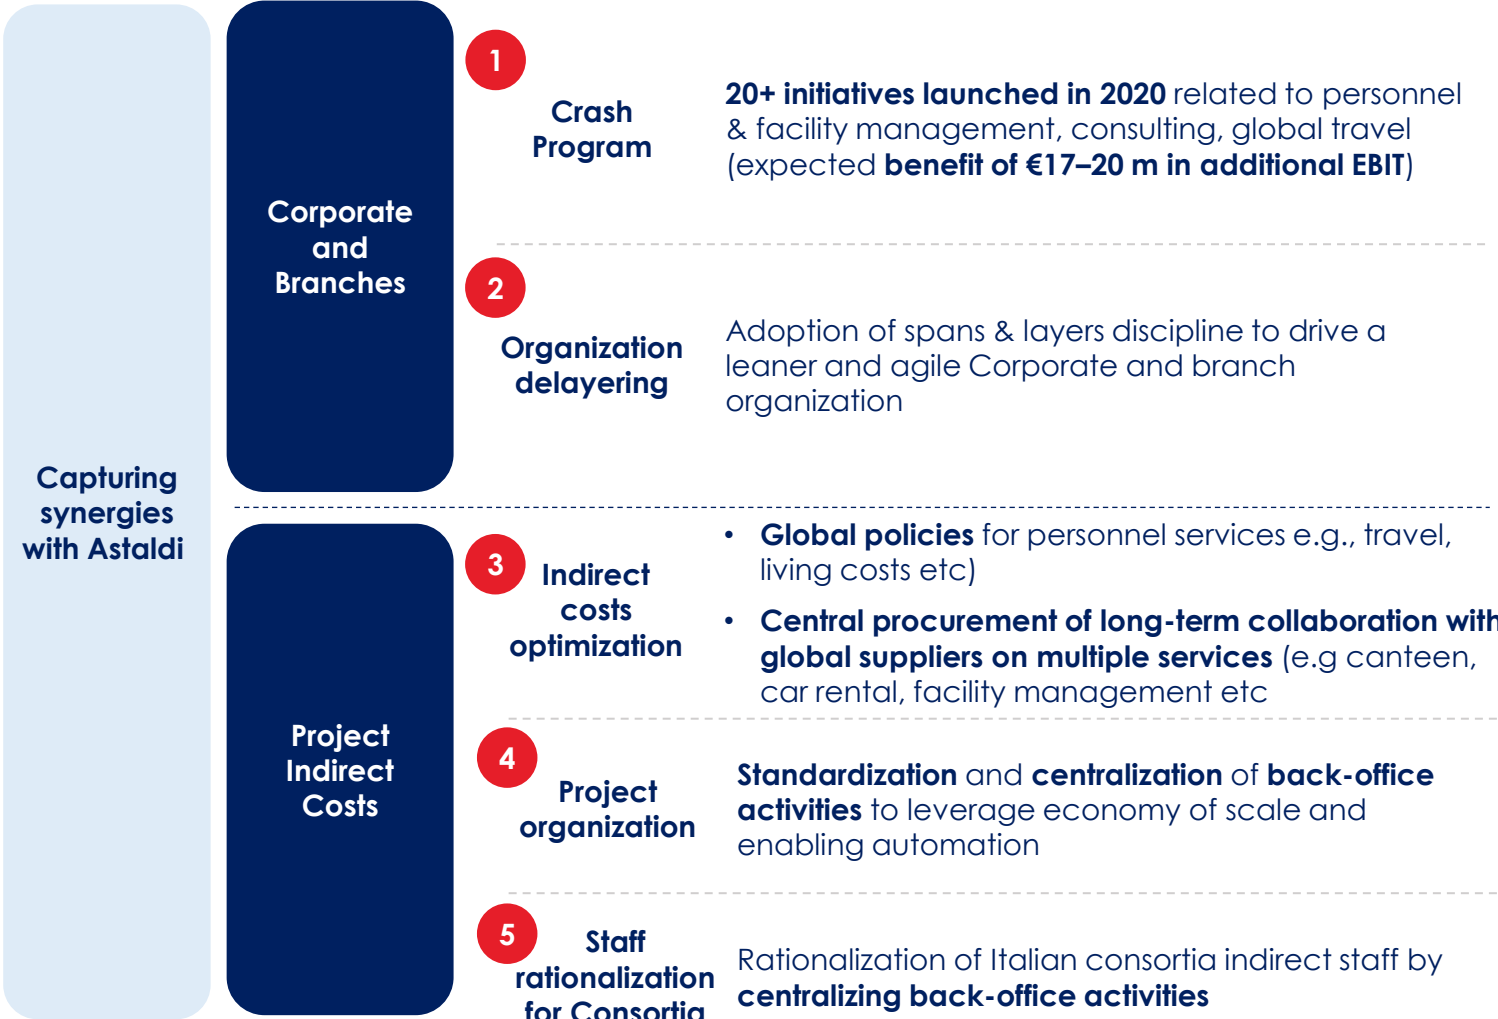 Capturing
synergies
with Astaldi
Corporate
and
Branches
1
Crash
Program
20+ initiatives launched in 2020 related to personnel
& facility management, consulting, global travel
(expected benefit of €17–20 m in additional EBIT)
2
Organization
delayering
Adoption of spans & layers discipline to drive a
leaner and agile Corporate and branch
organization
Project
Indirect
Costs
3
Indirect
costs
optimization
• Global policies for personnel services e.g., travel,
living costs etc)
• Central procurement of long-term collaboration with
global suppliers on multiple services (e.g canteen,
car rental, facility management etc
4
Project
organization
Standardization and centralization of back-office
activities to leverage economy of scale and
enabling automation
5
Staff
rationalization
for Consortia
Rationalization of Italian consortia indirect staff by
centralizing back-office activities